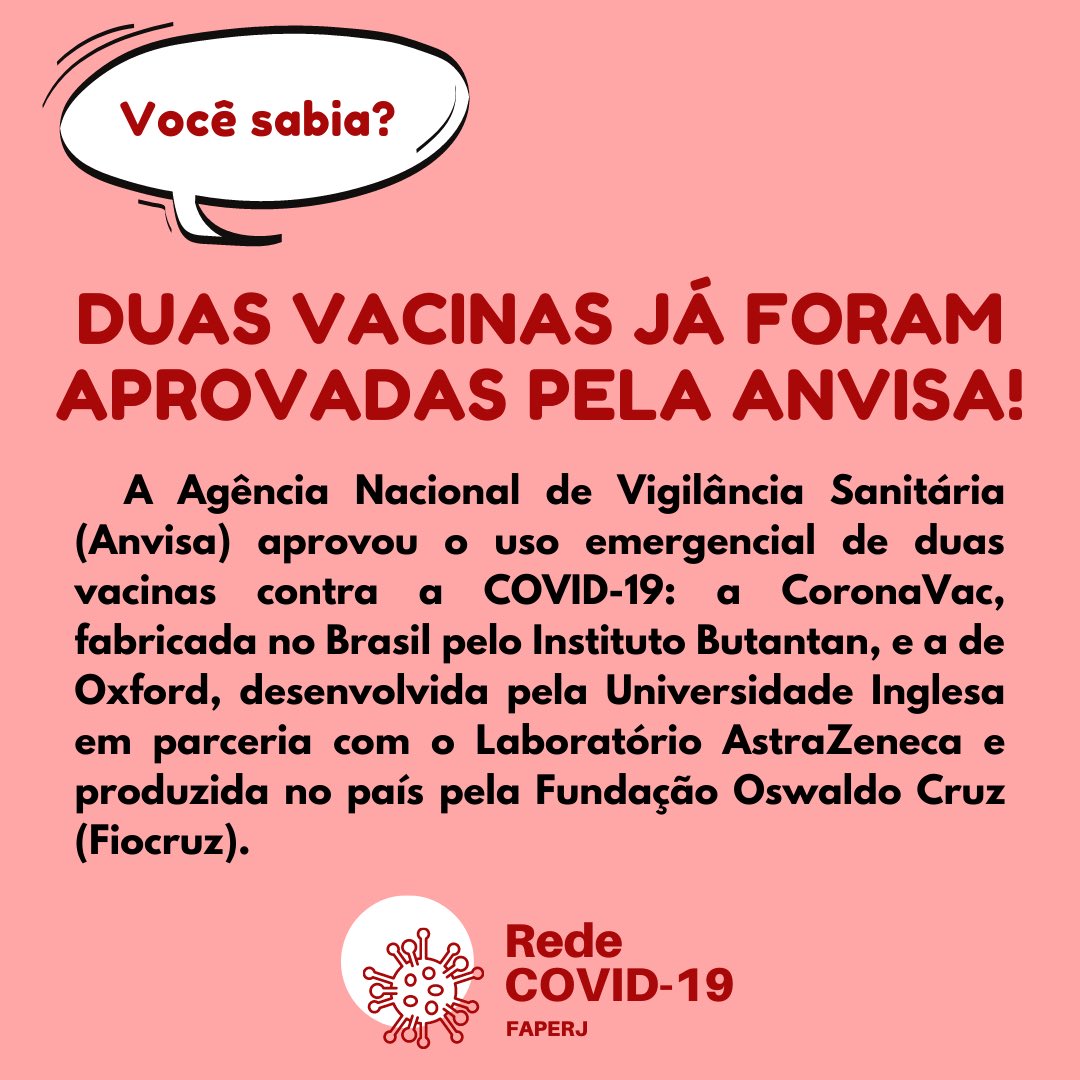 Você sabia?
DUAS VACINAS JÁ FORAM
APROVADAS PELA ANVISA!
A Agência Nacional de Vigilância Sanitária
(Anvisa) aprovou o uso emergencial de duas
vacinas contra a COVID-19: a CoronaVac,
fabricada no Brasil pelo Instituto Butantan, e a de
Oxford, desenvolvida pela Universidade Inglesa
em parceria com o Laboratório AstraZeneca e
produzida no país pela Fundação Oswaldo Cruz
(Fiocruz).
Rede
COVID-19
FAPERJ